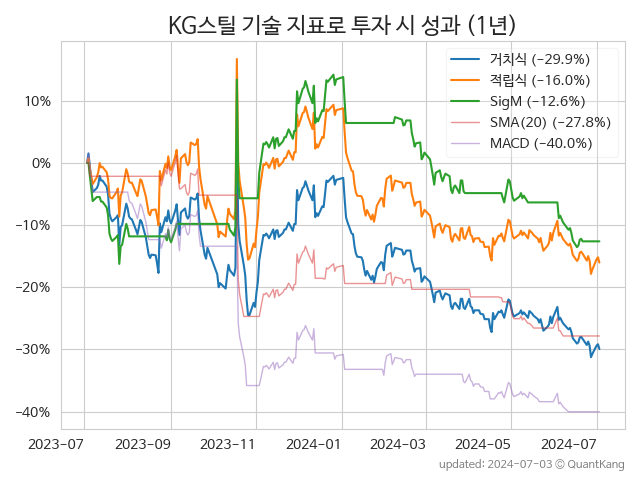 KG스틸 기술 지표로 투자 시 성과 (1년)
거치식 (−29.9%)
적립식 (−16.0%)
SigM (−12.6%)
SMA(20) (−27.8%)
MACD (−40.0%)
10%
0%
−10%
−20%
−30%
−40%
2023-07 2023-09 2023-11 2024-01 2024-03 2024-05 2024-07
updated: 2024-07-03 ⓒ QuantKang